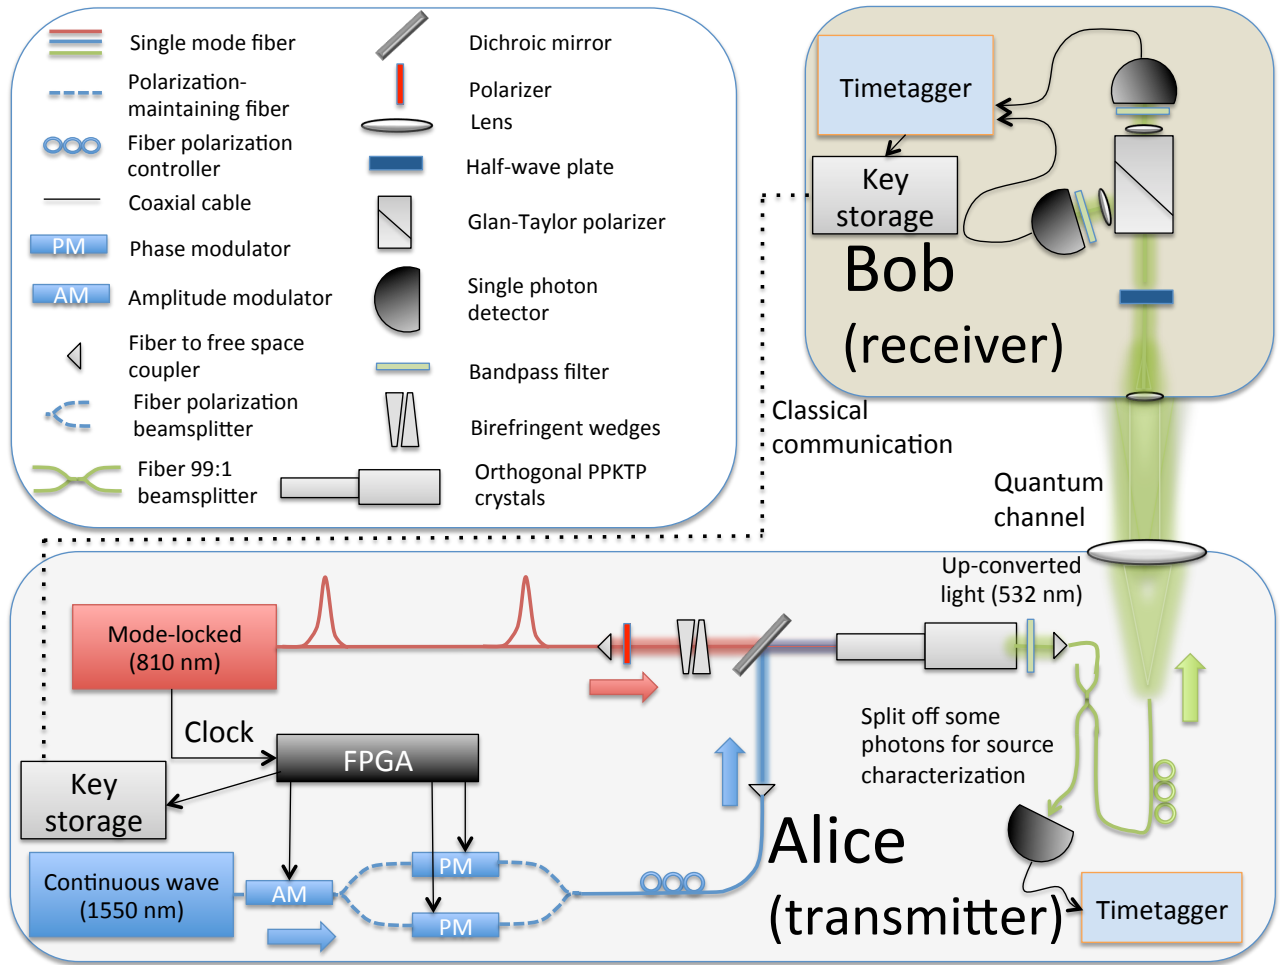 Single mode fiber
Polarization-
maintaining fiber
Fiber polarization
controller
Coaxial cable
PM
Phase modulator
AM
Amplitude modulator
Fiber to free space
coupler
Fiber polarization
beamsplitter
Fiber 99:1
beamsplitter
Dichroic mirror
Polarizer
Lens
Half-wave plate
Glan-Taylor polarizer
Single photon
detector
Bandpass filter
Birefringent wedges
Orthogonal PPKTP
crystals
Timetagger
Key
storage
Bob
(receiver)
Classical
communication
Quantum
channel
Up-converted
light (532 nm)
Mode-locked
(810 nm)
Clock
FPGA
Key
storage
Continuous wave
(1550 nm)
AM
PM
PM
Split off some
photons for source
characterization
Alice
(transmitter)
Timetagger